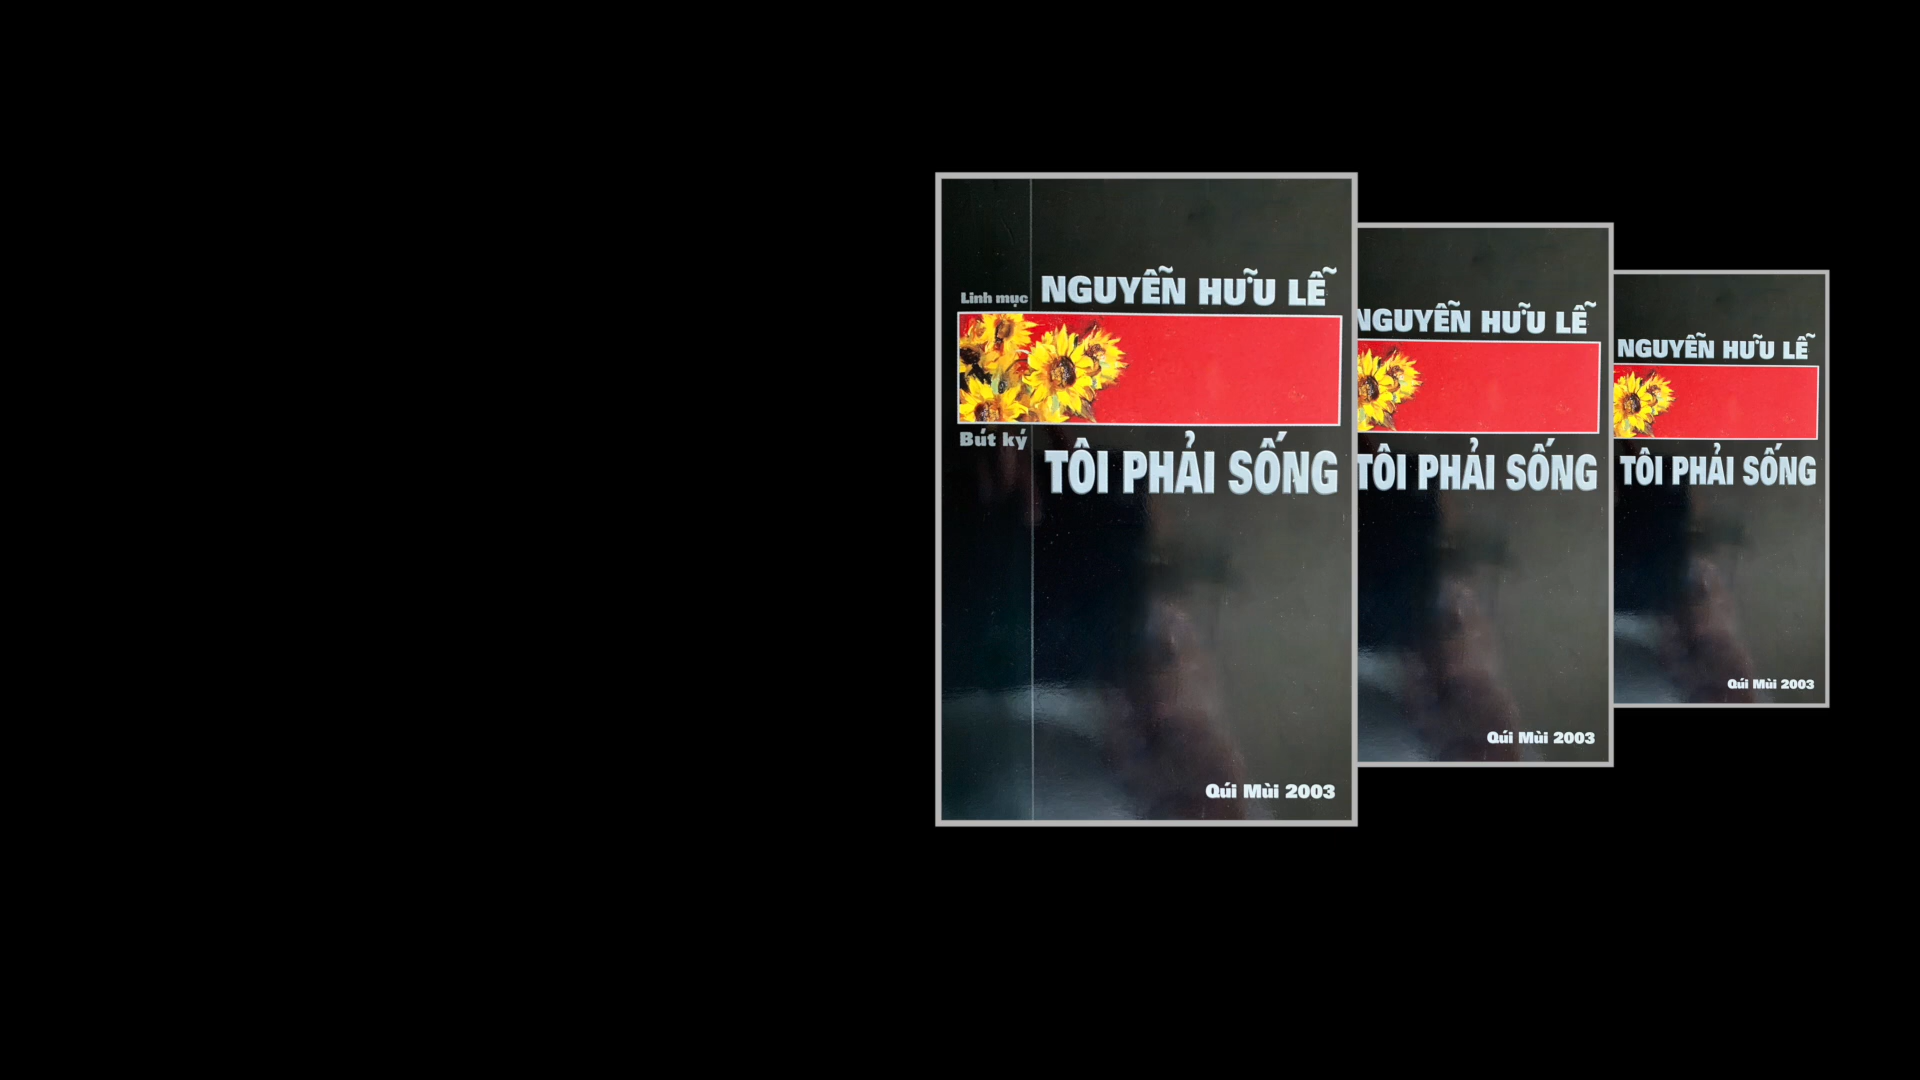 Linh mục NGUYỄN HỮU LỄ
Bút ký
TÔI PHẢI SỐNG
Qúi Mùi 2003
NGUYỄN HỮU LỄ
TÔI PHẢI SỐNG
Qúi Mùi 2003
NGUYỄN HỮU LỄ
TÔI PHẢI SỐNG
Qúi Mùi 2003